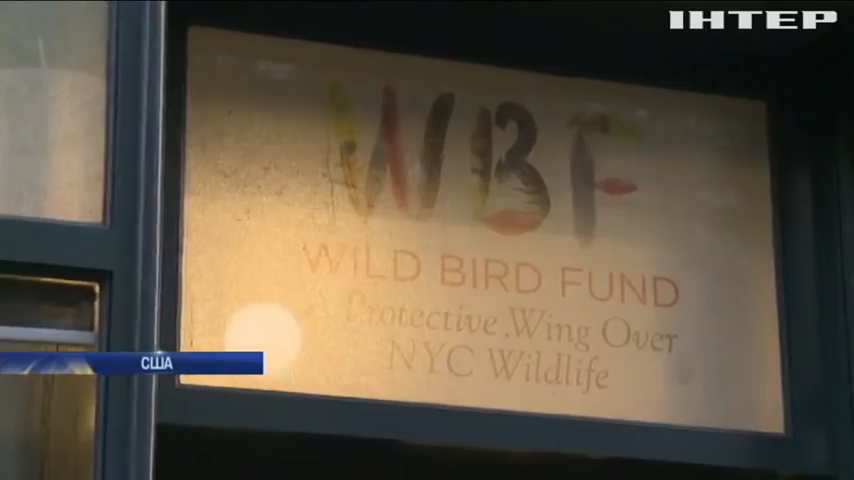 ІНТЕР
WBF
WILD BIRD FUND
A Protective Wing Over
NYC Wildlife
США